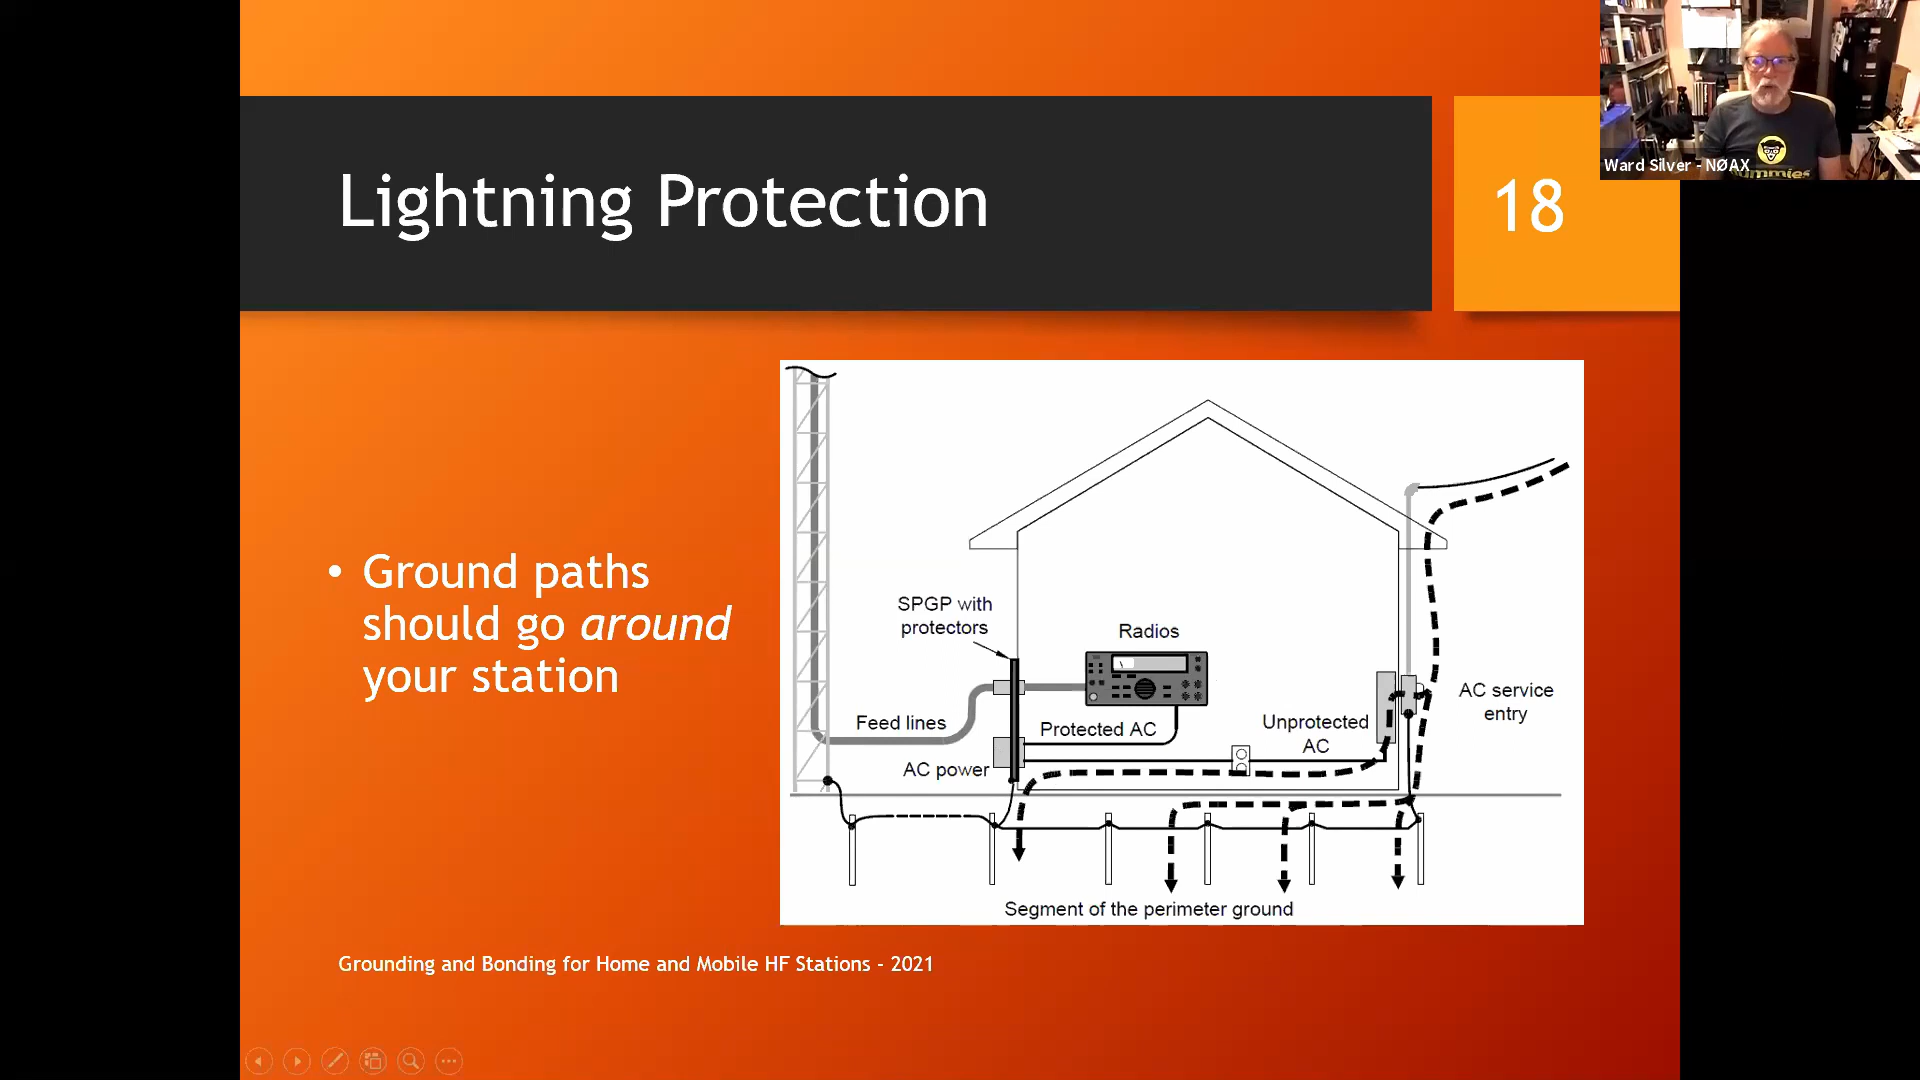 Lightning Protection
18
Ward Silver - NØAX
dummies
• Ground paths
should go around
your station
SPGP with
protectors
Radios
Feed lines
Protected AC
Unprotected
AC
AC service
entry
AC power
Segment of the perimeter ground
Grounding and Bonding for Home and Mobile HF Stations - 2021